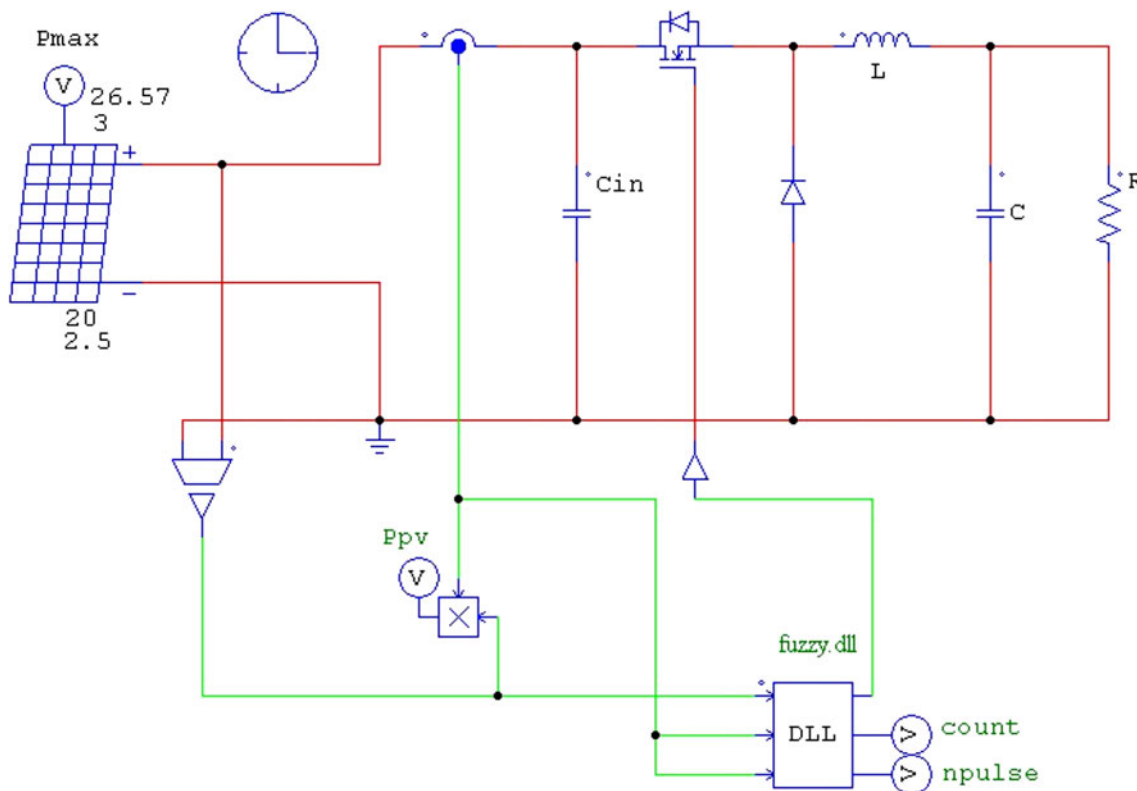 Pmax
V
26.57
3
+
−
20
2.5
L
Cin
C
R
Ppv
V
fuzzy.dll
DLL
V
count
V
npulse